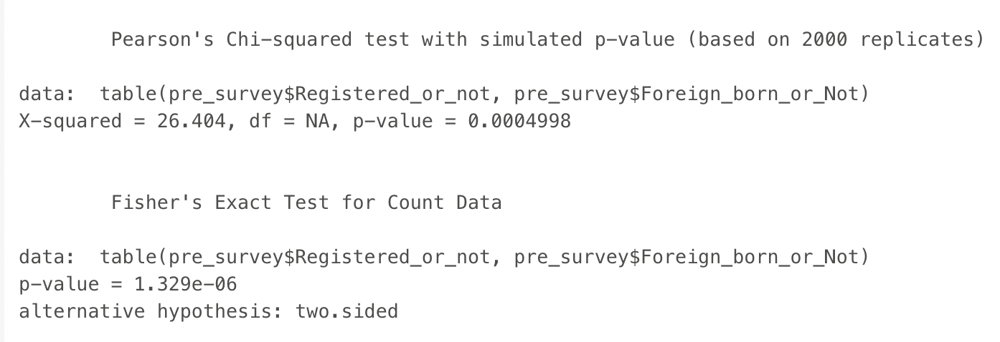 Pearson's Chi-squared test with simulated p-value (based on 2000 replicates)
data:  table(pre_survey$Registered_or_not, pre_survey$Foreign_born_or_Not)
X-squared = 26.404, df = NA, p-value = 0.0004998
Fisher's Exact Test for Count Data
data:  table(pre_survey$Registered_or_not, pre_survey$Foreign_born_or_Not)
p-value = 1.329e-06
alternative hypothesis: two.sided